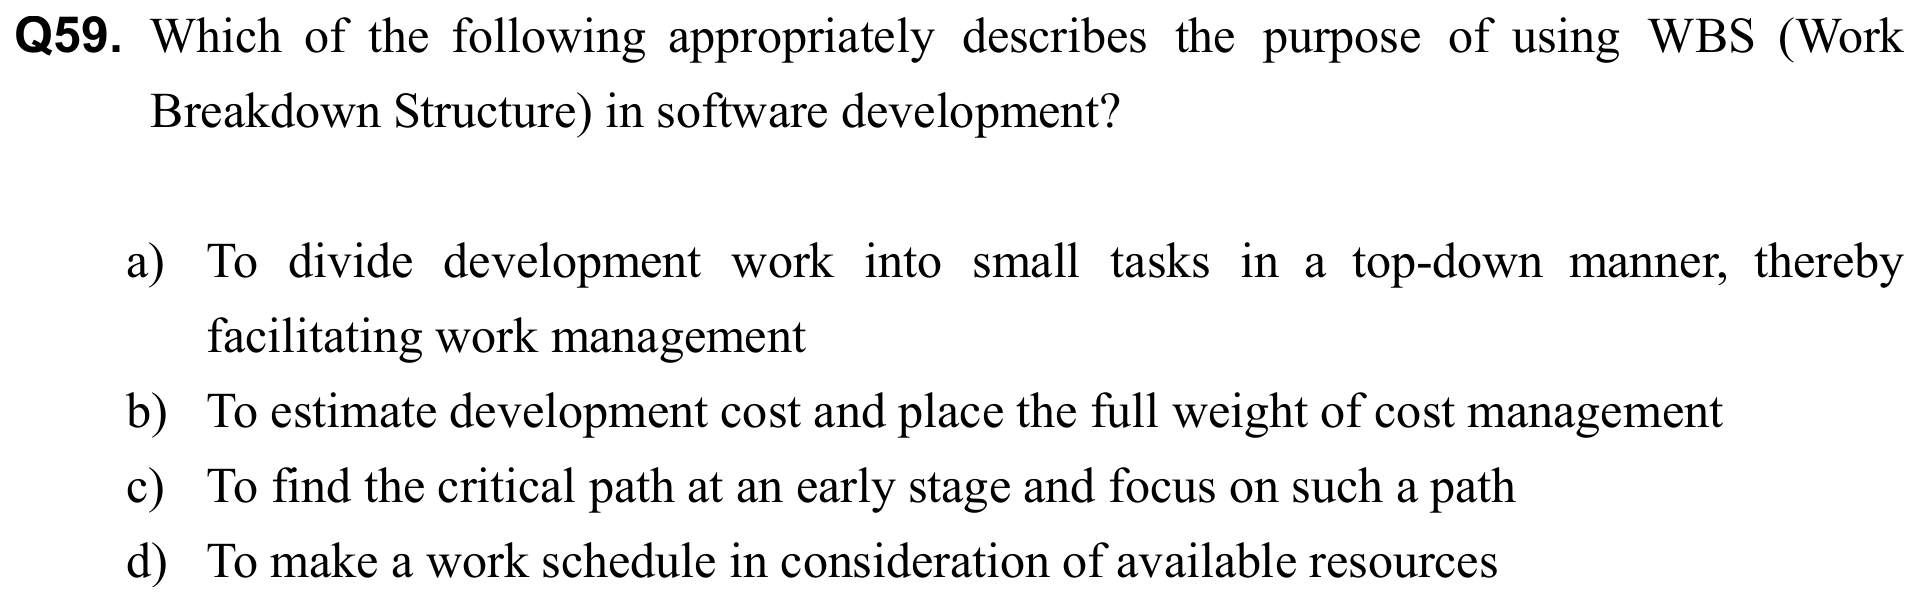 Q59. Which of the following appropriately describes the purpose of using WBS (Work
Breakdown Structure) in software development?
a) To divide development work into small tasks in a top-down manner, thereby
facilitating work management
b) To estimate development cost and place the full weight of cost management
c) To find the critical path at an early stage and focus on such a path
d) To make a work schedule in consideration of available resources